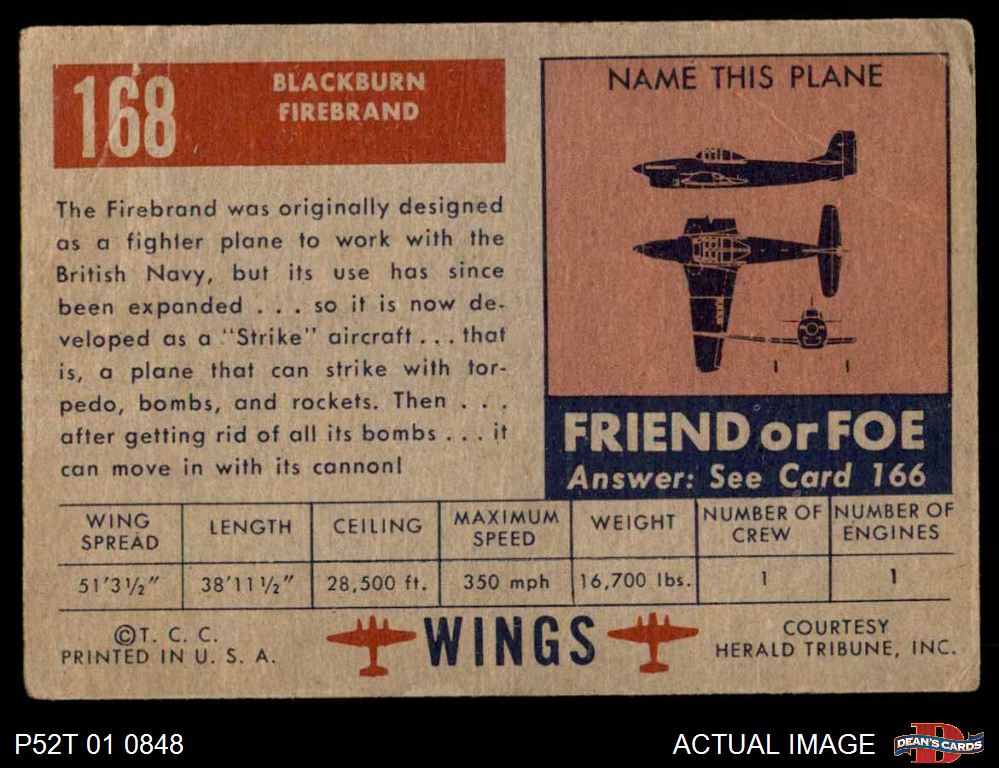 168
BLACKBURN
FIREBRAND
The Firebrand was originally designed
as a fighter plane to work with the
British Navy, but its use has since
been expanded . . . so it is now de-
veloped as a "Strike" aircraft . . . that
is, a plane that can strike with tor-
pedo, bombs, and rockets. Then . . .
after getting rid of all its bombs . . . it
can move in with its cannon!
NAME THIS PLANE
FRIEND or FOE
Answer: See Card 166
WING SPREAD LENGTH CEILING MAXIMUM SPEED WEIGHT NUMBER OF CREW NUMBER OF ENGINES
51'3½" 38'11½" 28,500 ft. 350 mph 16,700 lbs. 1 1
©T. C. C.
PRINTED IN U. S. A.
WINGS
COURTESY
HERALD TRIBUNE, INC.
P52T 01 0848
ACTUAL IMAGE
D
DEAN'S CARDS